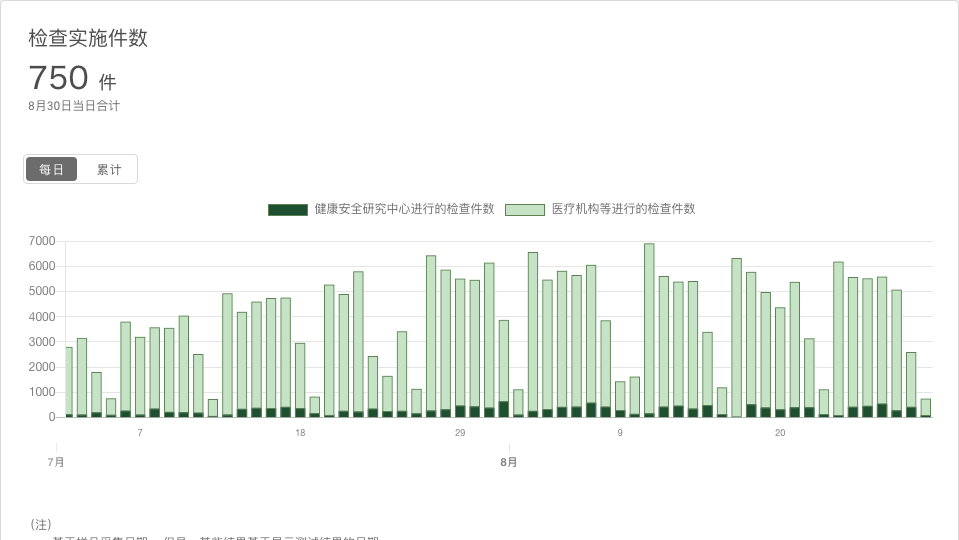 检查实施件数
750 件
8月30日当日合计
每日 累计
健康安全研究中心进行的检查件数 医疗机构等进行的检查件数
7000
6000
5000
4000
3000
2000
1000
0
7 18 29 9 20
7月 8月
（注）